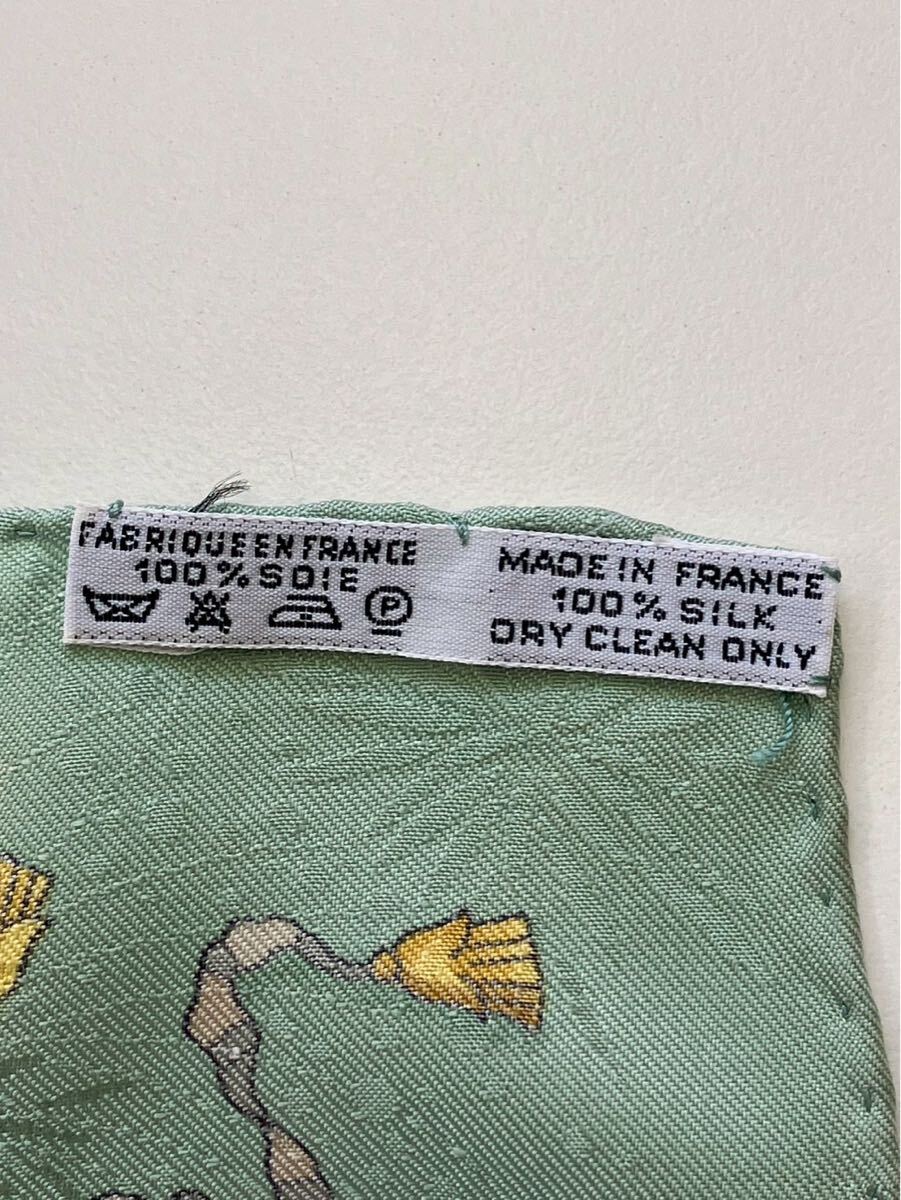 FABRIQUE EN FRANCE
100% SOIE
P
MADE IN FRANCE
100% SILK
DRY CLEAN ONLY